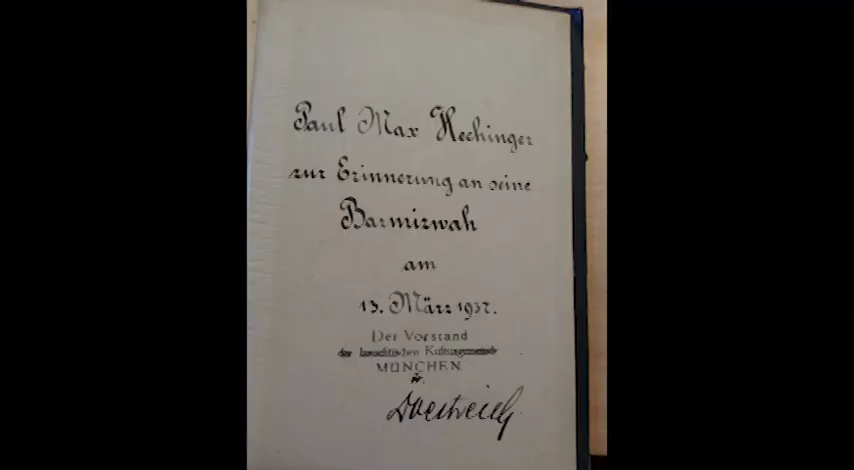 Paul Max Hechinger
zur Erinnerung an seine
Barmizwah
am
13. März 1937.
Der Vorstand
der Israelitischen Kultusgemeinde
MÜNCHEN